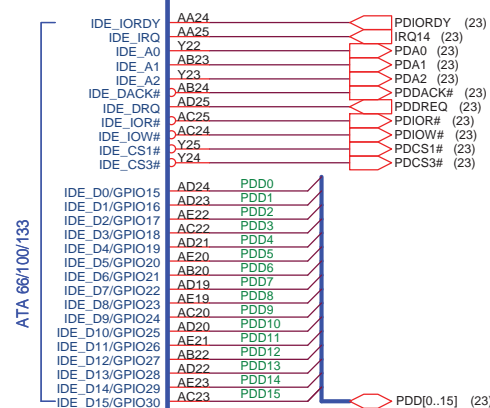 IDE_IORDY AA24 PDIORDY (23)
IDE_IRQ AA25 IRQ14 (23)
IDE_A0 Y22 PDA0 (23)
IDE_A1 AB23 PDA1 (23)
IDE_A2 Y23 PDA2 (23)
IDE_DACK# AB24 PDDACK# (23)
IDE_DRQ AD25 PDDREQ (23)
IDE_IOR# AC25 PDIOR# (23)
IDE_IOW# AC24 PDIOW# (23)
IDE_CS1# Y25 PDCS1# (23)
IDE_CS3# Y24 PDCS3# (23)
ATA 66/100/133
IDE_D0/GPIO15 AD24 PDD0
IDE_D1/GPIO16 AD23 PDD1
IDE_D2/GPIO17 AE22 PDD2
IDE_D3/GPIO18 AC22 PDD3
IDE_D4/GPIO19 AD21 PDD4
IDE_D5/GPIO20 AE20 PDD5
IDE_D6/GPIO21 AB20 PDD6
IDE_D7/GPIO22 AD19 PDD7
IDE_D8/GPIO23 AE19 PDD8
IDE_D9/GPIO24 AC20 PDD9
IDE_D10/GPIO25 AD20 PDD10
IDE_D11/GPIO26 AE21 PDD11
IDE_D12/GPIO27 AB22 PDD12
IDE_D13/GPIO28 AD22 PDD13
IDE_D14/GPIO29 AE23 PDD14
IDE_D15/GPIO30 AC23 PDD15
PDD[0..15] (23)